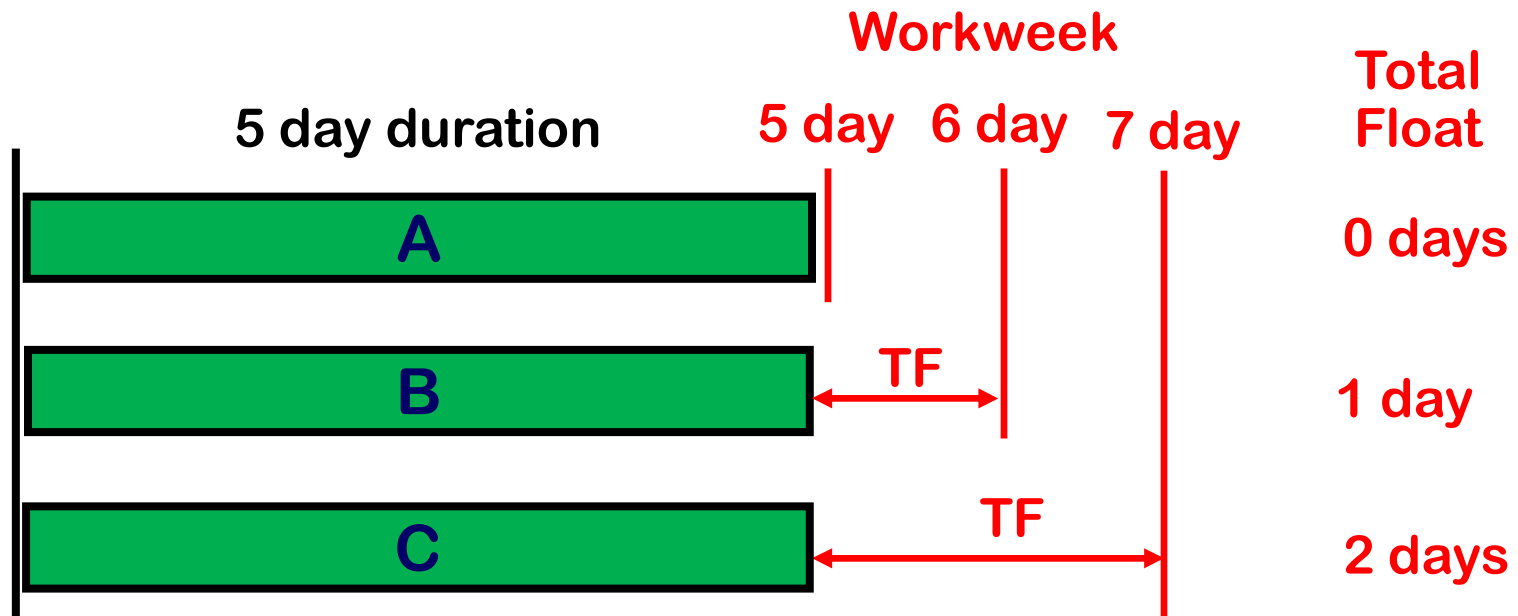 Workweek
Total
Float
5 day duration
5 day
6 day
7 day
A
0 days
B
TF
1 day
C
TF
2 days